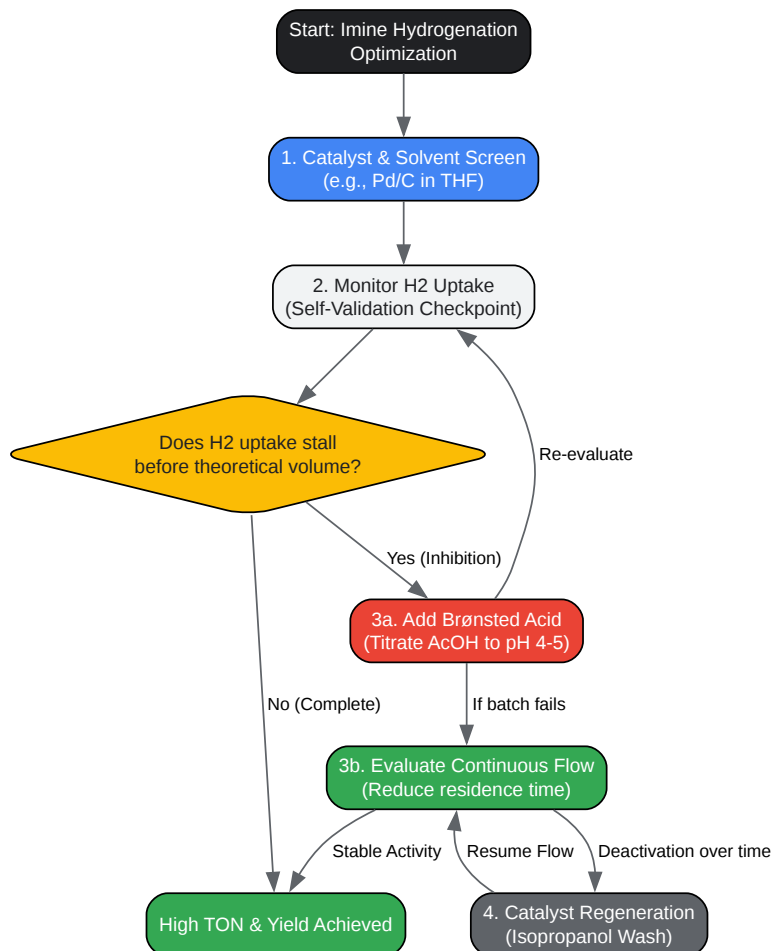 Start: Imine Hydrogenation
Optimization
1. Catalyst & Solvent Screen
(e.g., Pd/C in THF)
2. Monitor H2 Uptake
(Self-Validation Checkpoint)
Does H2 uptake stall
before theoretical volume?
Re-evaluate
Yes (Inhibition)
3a. Add Brønsted Acid
(Titrate AcOH to pH 4-5)
No (Complete)
If batch fails
3b. Evaluate Continuous Flow
(Reduce residence time)
Stable Activity
Resume Flow
Deactivation over time
High TON & Yield Achieved
4. Catalyst Regeneration
(Isopropanol Wash)